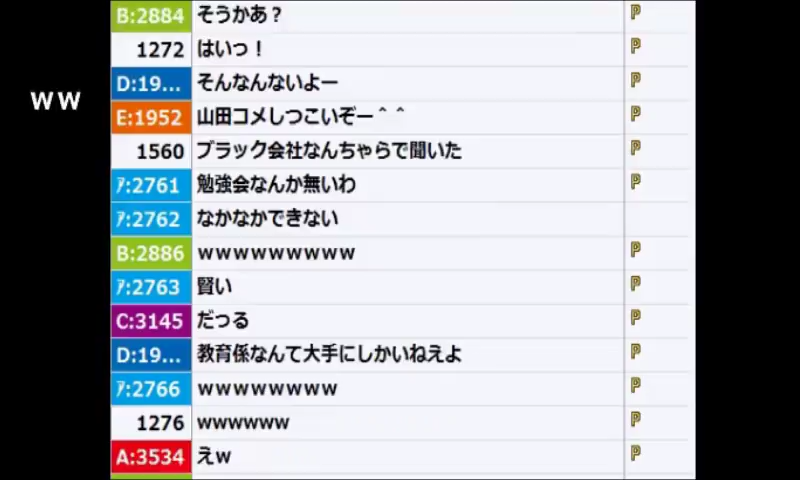 ww
B:2884 そうかあ？ P
1272 はいっ！ P
D:19... そんなんないよー P
E:1952 山田コメしつこいぞー＾＾ P
1560 ブラック会社なんちゃらで聞いた P
ｱ:2761 勉強会なんか無いわ P
ｱ:2762 なかなかできない
B:2886 ｗｗｗｗｗｗｗｗｗ P
ｱ:2763 賢い P
C:3145 だっる P
D:19... 教育係なんて大手にしかいねえよ P
ｱ:2766 ｗｗｗｗｗｗｗｗ P
1276 wwwwww P
A:3534 えｗ P